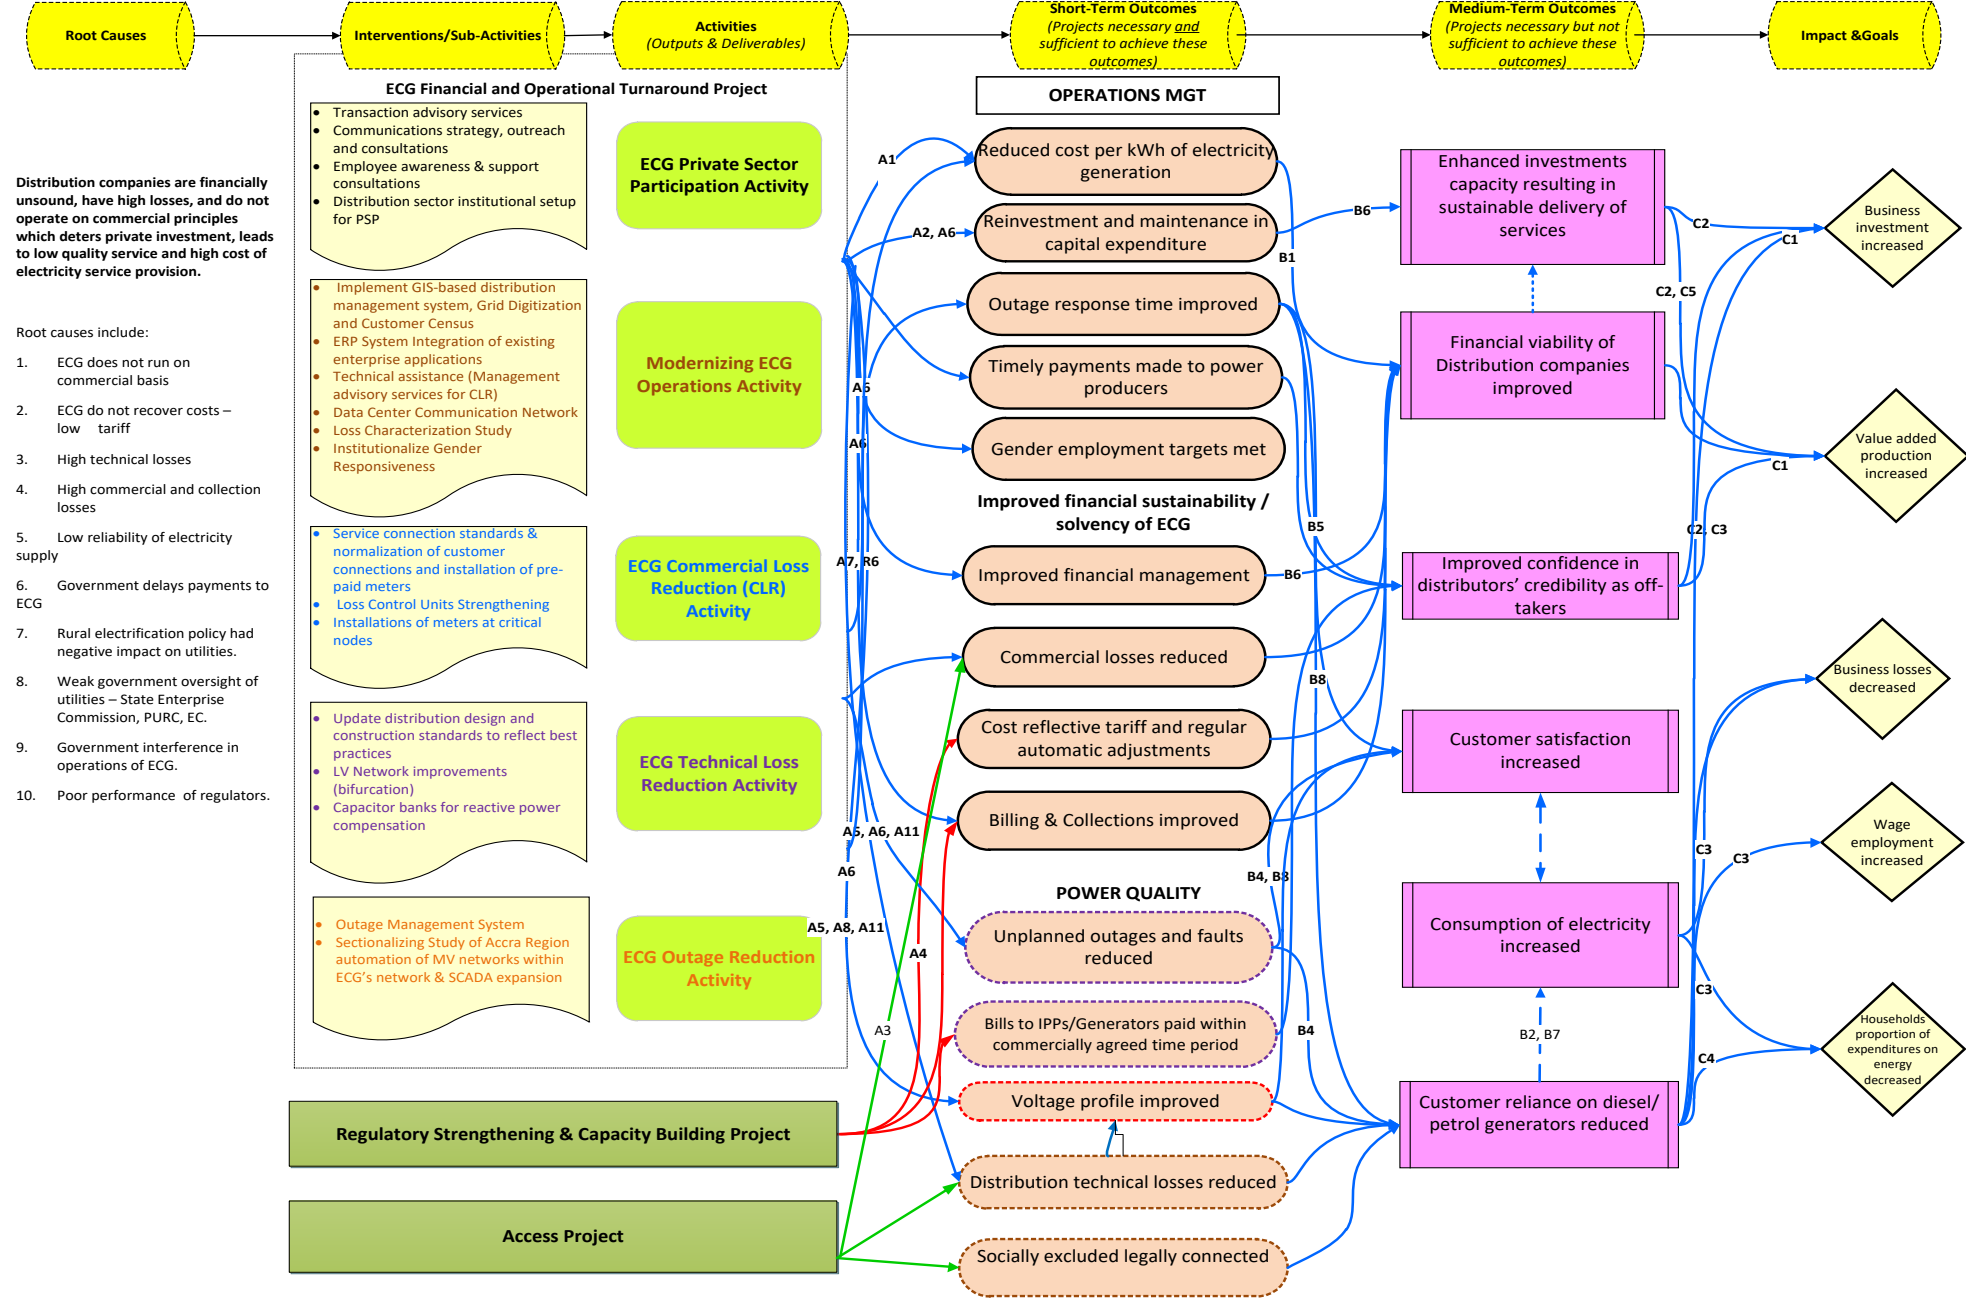 Root Causes
Interventions/Sub-Activities
Activities
(Outputs & Deliverables)
Short-Term Outcomes
(Projects necessary and
sufficient to achieve these
outcomes)
Medium-Term Outcomes
(Projects necessary but not
sufficient to achieve these
outcomes)
Impact &Goals
Distribution companies are financially
unsound, have high losses, and do not
operate on commercial principles
which deters private investment, leads
to low quality service and high cost of
electricity service provision.
Root causes include:
1. ECG does not run on
commercial basis
2. ECG do not recover costs –
low tariff
3. High technical losses
4. High commercial and collection
losses
5. Low reliability of electricity
supply
6. Government delays payments to
ECG
7. Rural electrification policy had
negative impact on utilities.
8. Weak government oversight of
utilities – State Enterprise
Commission, PURC, EC.
9. Government interference in
operations of ECG.
10. Poor performance of regulators.
ECG Financial and Operational Turnaround Project
• Transaction advisory services
• Communications strategy, outreach
and consultations
• Employee awareness & support
consultations
• Distribution sector institutional setup
for PSP
• Implement GIS-based distribution
management system, Grid Digitization
and Customer Census
• ERP System Integration of existing
enterprise applications
• Technical assistance (Management
advisory services for CLR)
• Data Center Communication Network
• Loss Characterization Study
• Institutionalize Gender
Responsiveness
• Service connection standards &
normalization of customer
connections and installation of pre-
paid meters
• Loss Control Units Strengthening
• Installations of meters at critical
nodes
• Update distribution design and
construction standards to reflect best
practices
• LV Network improvements
(bifurcation)
• Capacitor banks for reactive power
compensation
• Outage Management System
• Sectionalizing Study of Accra Region
automation of MV networks within
ECG's network & SCADA expansion
ECG Private Sector
Participation Activity
Modernizing ECG
Operations Activity
ECG Commercial Loss
Reduction (CLR)
Activity
ECG Technical Loss
Reduction Activity
ECG Outage Reduction
Activity
Regulatory Strengthening & Capacity Building Project
Access Project
A1
A2, A6
A6
A6
A7, R6
A5, A6, A11
A6
A5, A8, A11
A4
A3
OPERATIONS MGT
Reduced cost per kWh of electricity
generation
Reinvestment and maintenance in
capital expenditure
Outage response time improved
Timely payments made to power
producers
Gender employment targets met
Improved financial sustainability /
solvency of ECG
Improved financial management
Commercial losses reduced
Cost reflective tariff and regular
automatic adjustments
Billing & Collections improved
POWER QUALITY
Unplanned outages and faults
reduced
Bills to IPPs/Generators paid within
commercially agreed time period
Voltage profile improved
Distribution technical losses reduced
Socially excluded legally connected
B6
B1
B5
B6
B8
B4, B3
B4
Enhanced investments
capacity resulting in
sustainable delivery of
services
Financial viability of
Distribution companies
improved
Improved confidence in
distributors' credibility as off-
takers
Customer satisfaction
increased
Consumption of electricity
increased
B2, B7
Customer reliance on diesel/
petrol generators reduced
C2
C1
C2, C5
C1
C2, C3
C3
C3
C3
C4
Business
investment
increased
Value added
production
increased
Business losses
decreased
Wage
employment
increased
Households
proportion of
expenditures on
energy
decreased